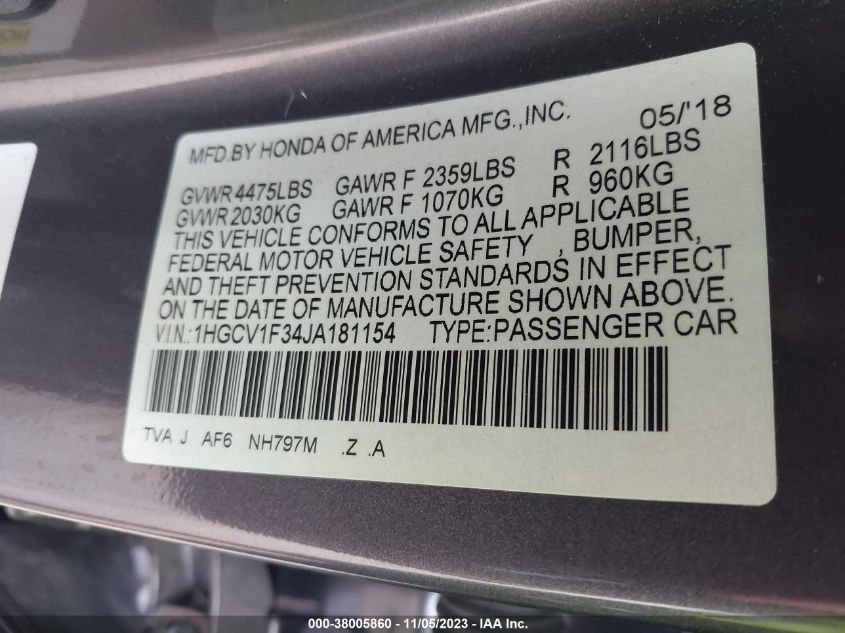 MFD.BY HONDA OF AMERICA MFG.,INC. 05/'18
GVWR 4475LBS GAWR F 2359LBS R 2116LBS
GVWR 2030KG GAWR F 1070KG R 960KG
THIS VEHICLE CONFORMS TO ALL APPLICABLE
FEDERAL MOTOR VEHICLE SAFETY , BUMPER,
AND THEFT PREVENTION STANDARDS IN EFFECT
ON THE DATE OF MANUFACTURE SHOWN ABOVE.
V.I.N.:1HGCV1F34JA181154 TYPE:PASSENGER CAR
TVA J AF6 NH797M .Z .A
000-38005860 - 11/05/2023 - IAA Inc.